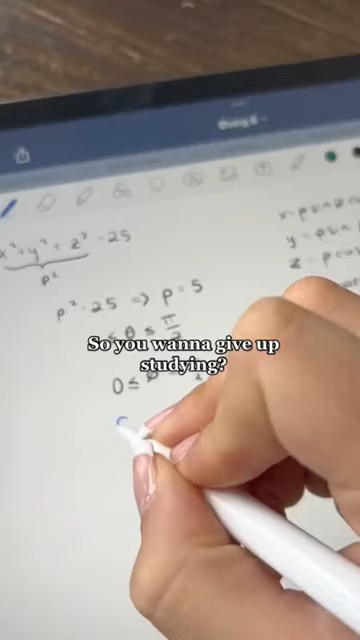 x² + y² + z² = 25
ρ²
ρ² = 25 => ρ = 5
≤ θ ≤ π/2
So you wanna give up
studying?
0 ≤
x = ρ sin
y = ρ sin
z = ρ cos